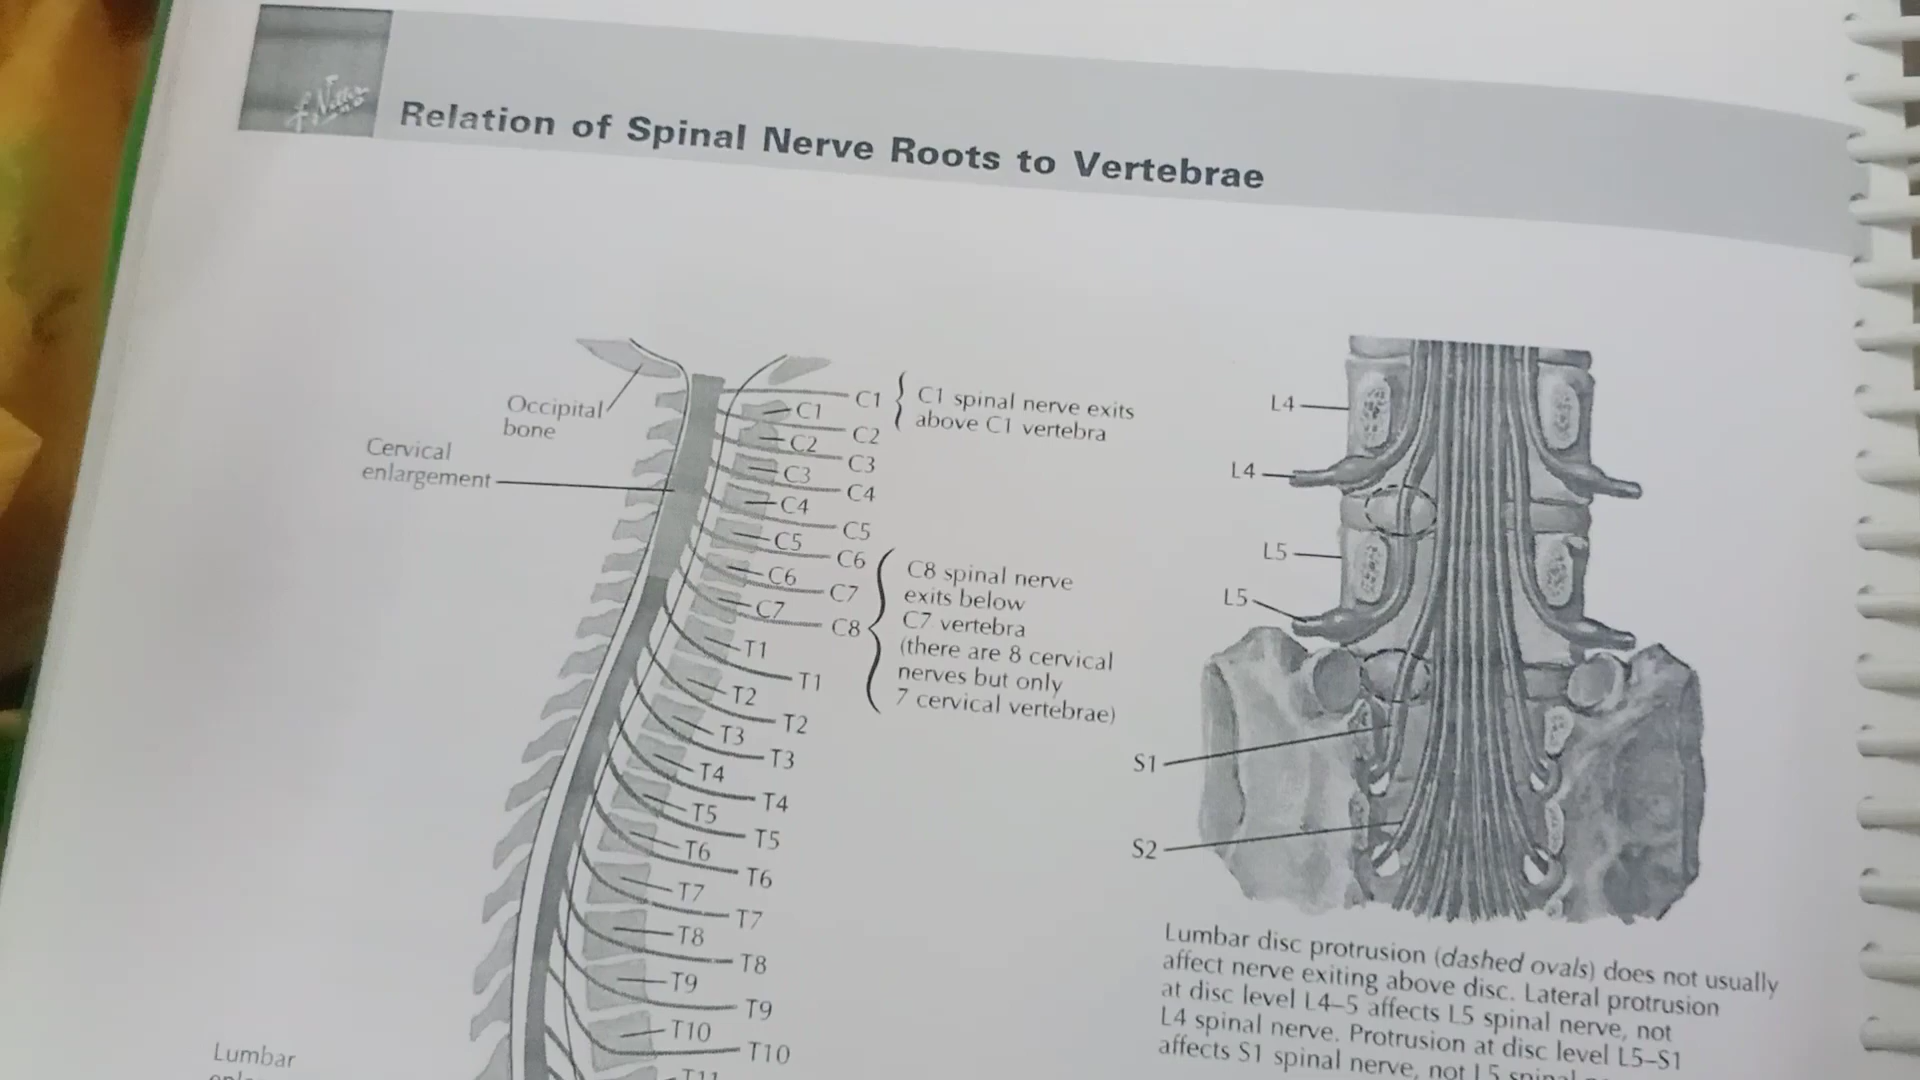 Relation of Spinal Nerve Roots to Vertebrae
Occipital
bone
Cervical
enlargement
C1
C1
C2
C2
C3
C3
C4
C4
C5
C5
C6
C6
C7
C7
C8
T1
T1
T2
T2
T3
T3
T4
T4
T5
T5
T6
T6
T7
T7
T8
T8
T9
T9
T10
T10
T11
Lumbar
C1 spinal nerve exits
above C1 vertebra
C8 spinal nerve
exits below
C7 vertebra
(there are 8 cervical
nerves but only
7 cervical vertebrae)
L4
L4
L5
L5
S1
S2
Lumbar disc protrusion (dashed ovals) does not usually
affect nerve exiting above disc. Lateral protrusion
at disc level L4–5 affects L5 spinal nerve, not
L4 spinal nerve. Protrusion at disc level L5–S1
affects S1 spinal nerve, not L5